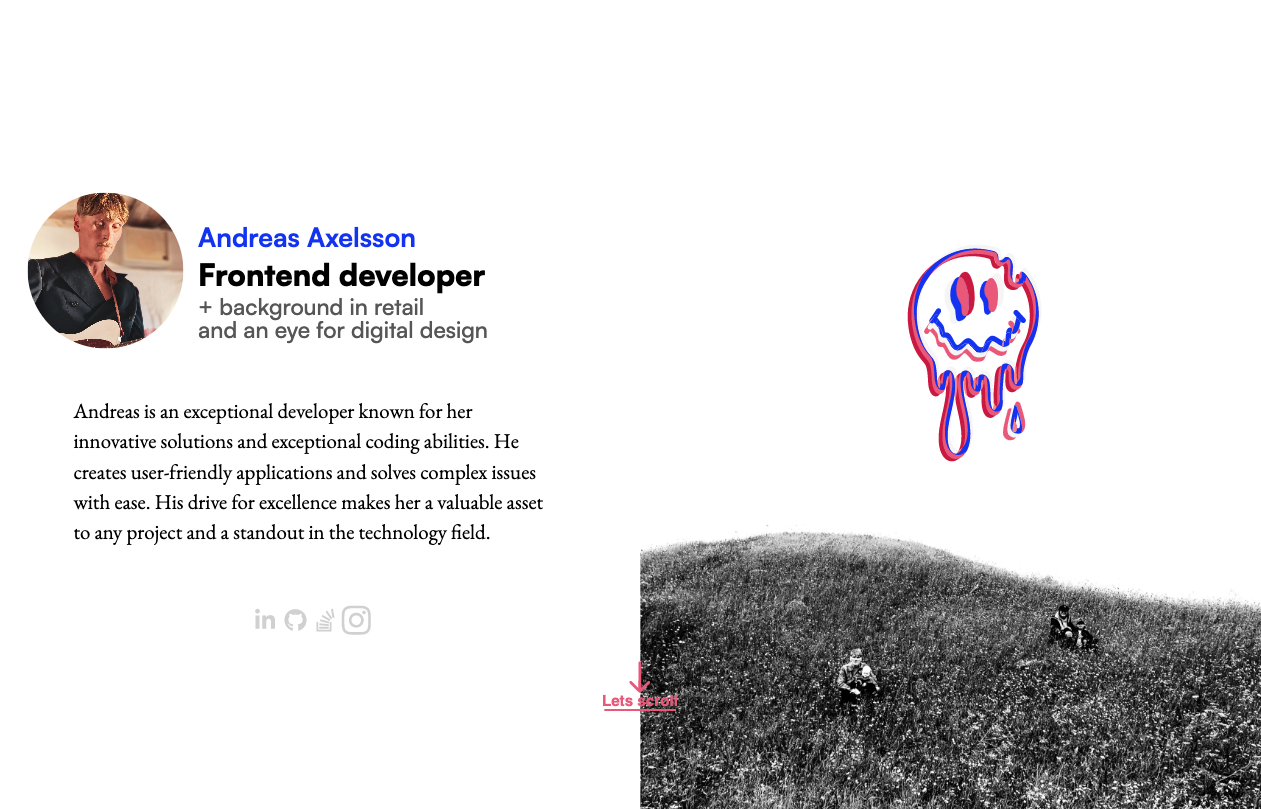 Andreas Axelsson
Frontend developer
+ background in retail
and an eye for digital design
Andreas is an exceptional developer known for her
innovative solutions and exceptional coding abilities. He
creates user-friendly applications and solves complex issues
with ease. His drive for excellence makes her a valuable asset
to any project and a standout in the technology field.
in
Lets scroll